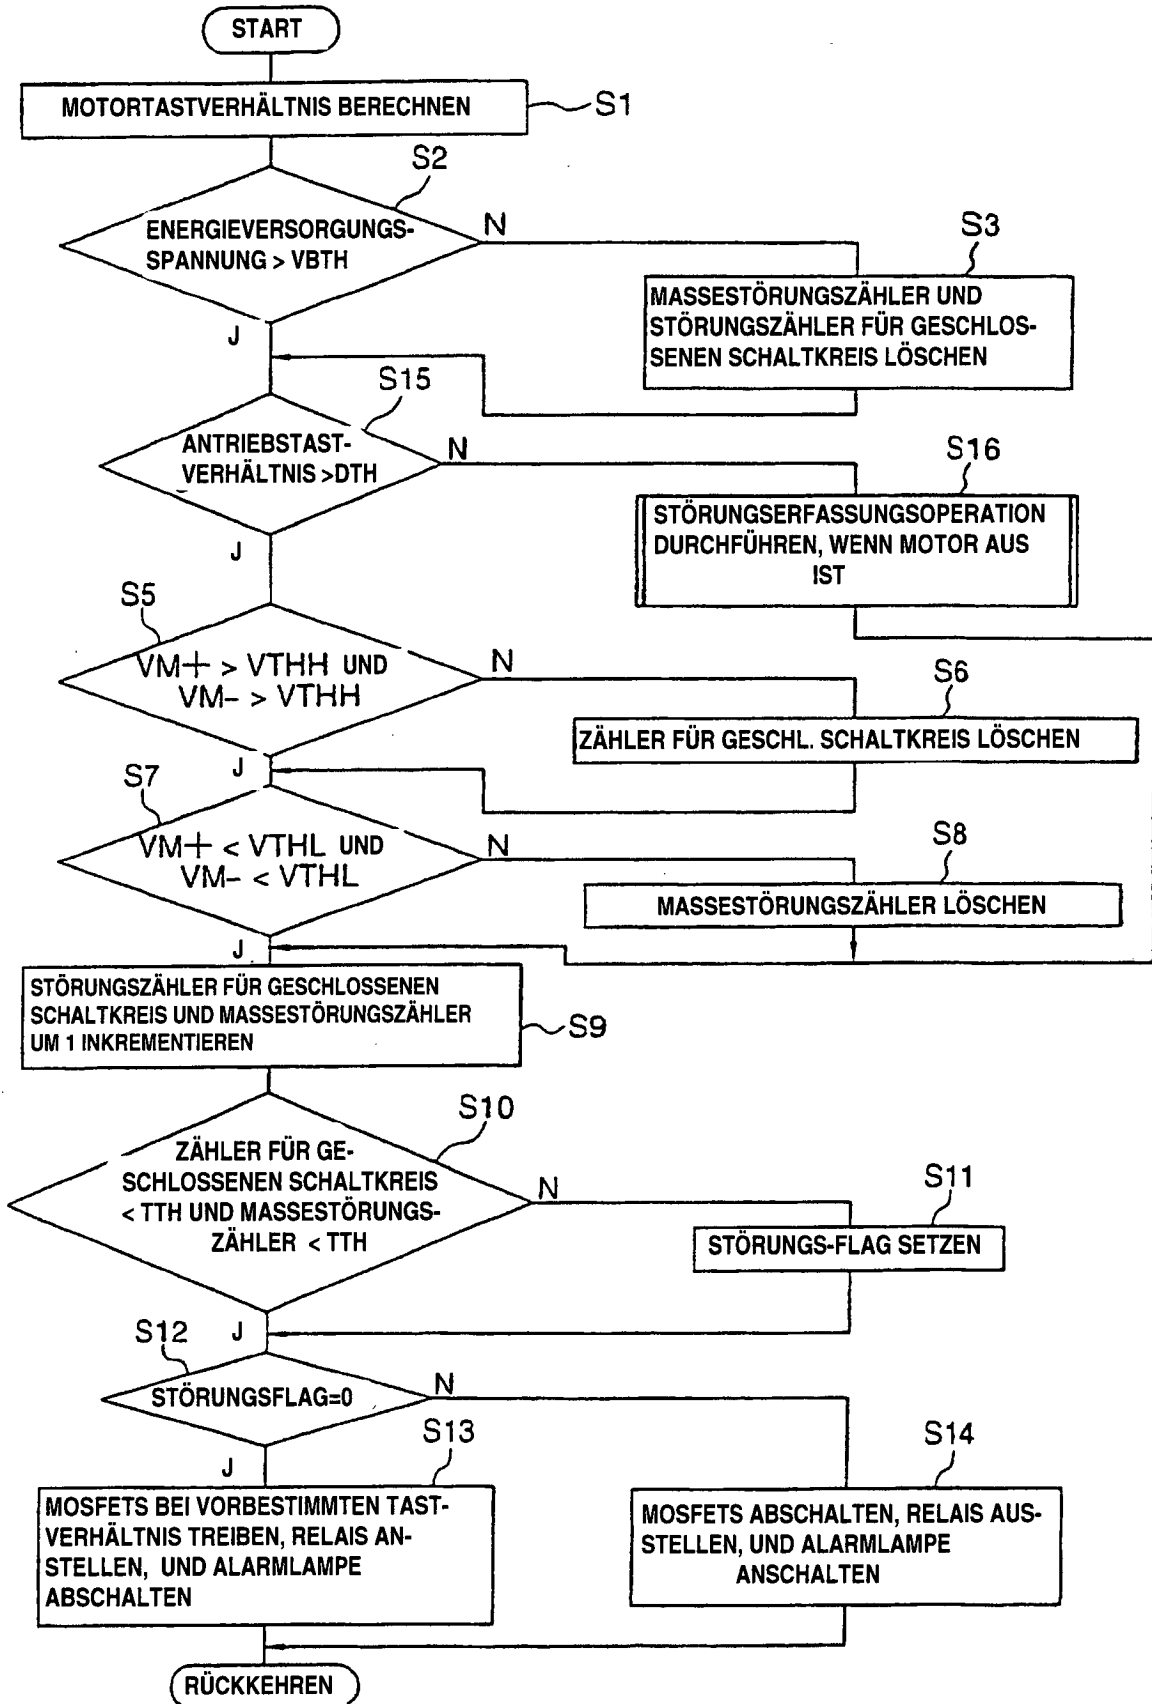 START
MOTORTASTVERHÄLTNIS BERECHNEN
S1
S2
ENERGIEVERSORGUNGS-
SPANNUNG > VBTH
N
J
S3
MASSESTÖRUNGSZÄHLER UND
STÖRUNGSZÄHLER FÜR GESCHLOS-
SENEN SCHALTKREIS LÖSCHEN
S15
ANTRIEBSTAST-
VERHÄLTNIS >DTH
N
J
S16
STÖRUNGSERFASSUNGSOPERATION
DURCHFÜHREN, WENN MOTOR AUS
IST
S5
VM+ > VTHH UND
VM- > VTHH
N
J
S6
ZÄHLER FÜR GESCHL. SCHALTKREIS LÖSCHEN
S7
VM+ < VTHL UND
VM- < VTHL
N
J
S8
MASSESTÖRUNGSZÄHLER LÖSCHEN
STÖRUNGSZÄHLER FÜR GESCHLOSSENEN
SCHALTKREIS UND MASSESTÖRUNGSZÄHLER
UM 1 INKREMENTIEREN
S9
S10
ZÄHLER FÜR GE-
SCHLOSSENEN SCHALTKREIS
< TTH UND MASSESTÖRUNGS-
ZÄHLER < TTH
N
J
S11
STÖRUNGS-FLAG SETZEN
S12
STÖRUNGSFLAG=0
N
J
S13
MOSFETS BEI VORBESTIMMTEN TAST-
VERHÄLTNIS TREIBEN, RELAIS AN-
STELLEN, UND ALARMLAMPE
ABSCHALTEN
S14
MOSFETS ABSCHALTEN, RELAIS AUS-
STELLEN, UND ALARMLAMPE
ANSCHALTEN
RÜCKKEHREN